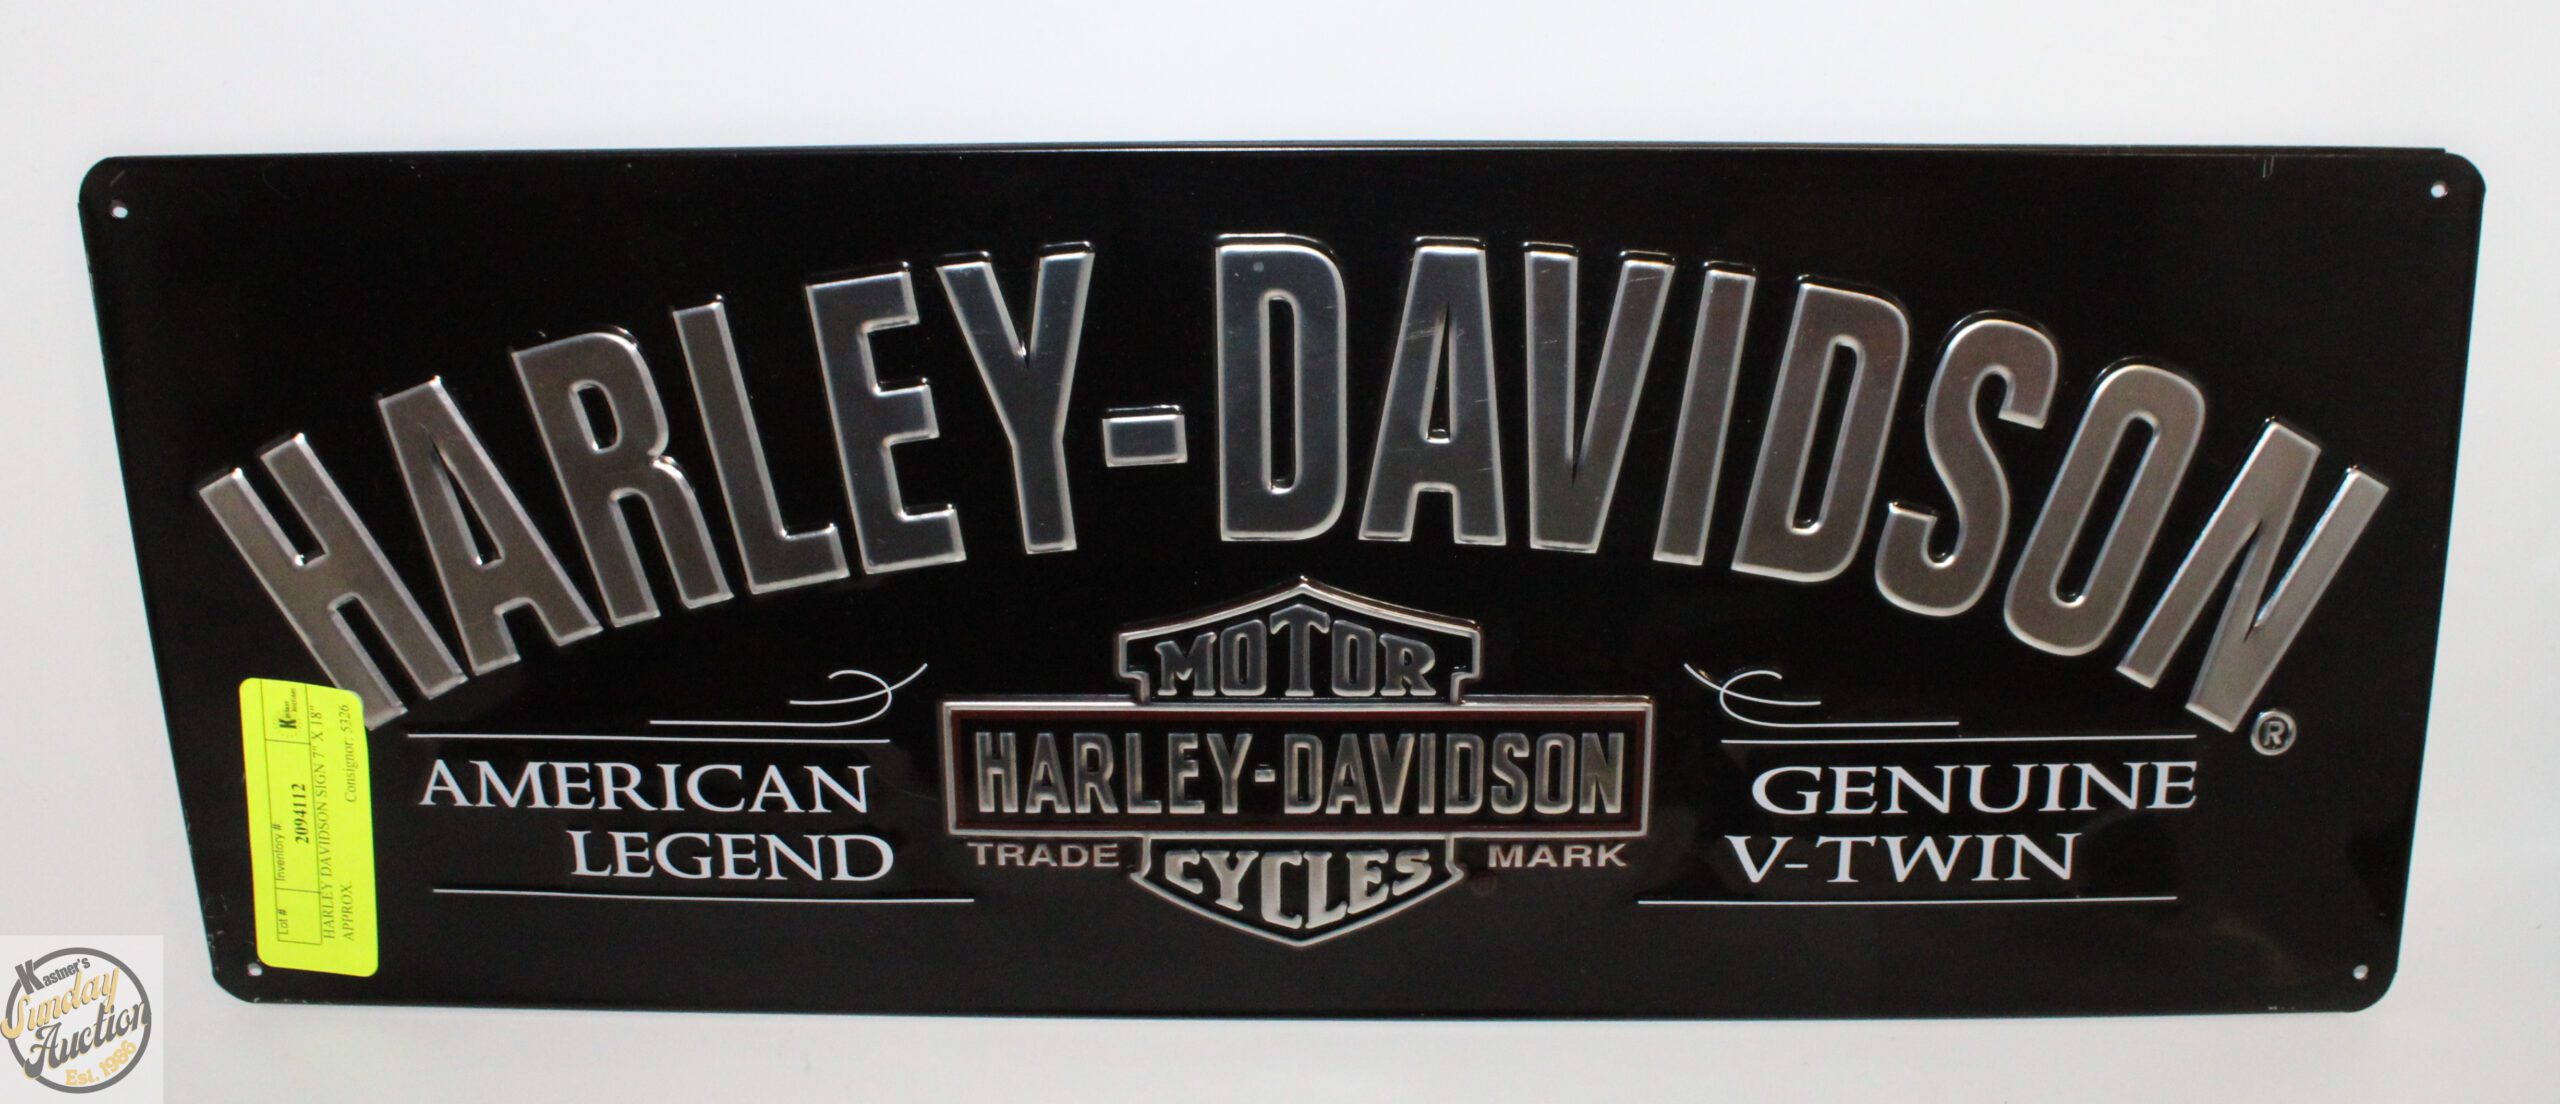 HARLEY-DAVIDSON®
AMERICAN
LEGEND
MOTOR
HARLEY-DAVIDSON
TRADE MARK
CYCLES
GENUINE
V-TWIN
Lot #
Inventory #
2094112
HARLEY DAVIDSON SIGN 7" X 18"
APPROX.
Consignor: 5326
Kastner's
Sunday
Auction
Est. 1986